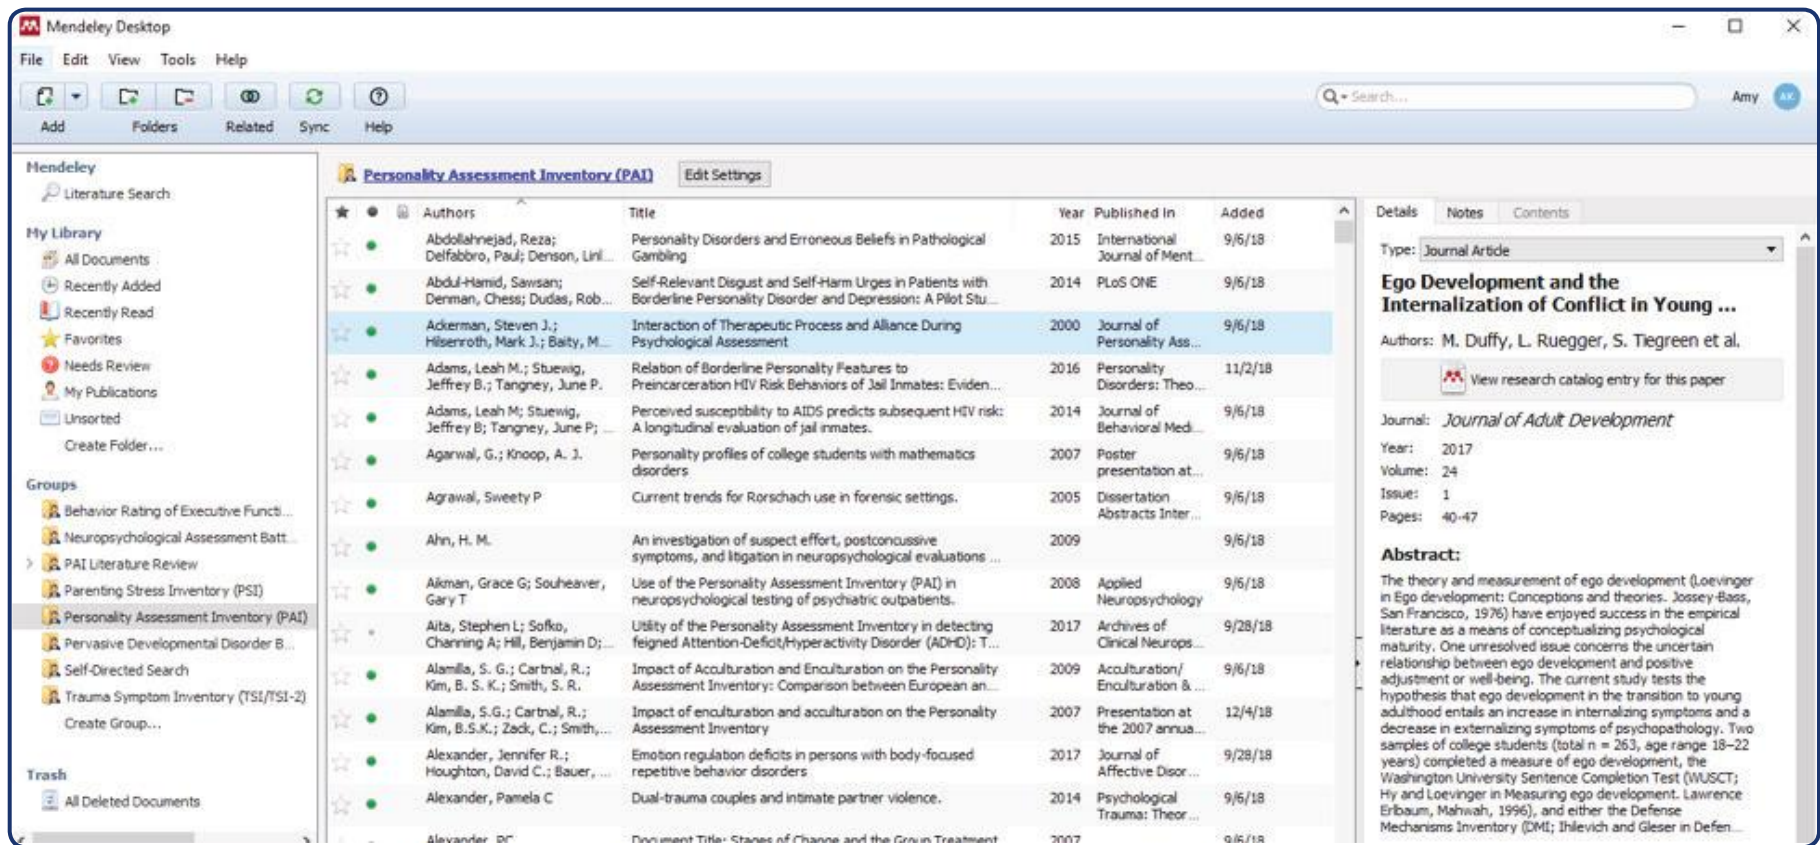 Mendeley Desktop
File Edit View Tools Help
Search...
Amy AK
Add Folders Related Sync Help
Mendeley
Literature Search
My Library
All Documents
Recently Added
Recently Read
Favorites
Needs Review
My Publications
Unsorted
Create Folder...
Groups
Behavior Rating of Executive Functi...
Neuropsychological Assessment Batt...
PAI Literature Review
Parenting Stress Inventory (PSI)
Personality Assessment Inventory (PAI)
Pervasive Developmental Disorder B...
Self-Directed Search
Trauma Symptom Inventory (TSI/TSI-2)
Create Group...
Trash
All Deleted Documents
Personality Assessment Inventory (PAI) Edit Settings
Authors Title Year Published In Added
Abdollahnejad, Reza; Personality Disorders and Erroneous Beliefs in Pathological 2015 International 9/6/18
Delfabbro, Paul; Denson, Linl... Gambling Journal of Ment...
Abdul-Hamid, Sawsan; Self-Relevant Disgust and Self-Harm Urges in Patients with 2014 PLoS ONE 9/6/18
Denman, Chess; Dudas, Rob... Borderline Personality Disorder and Depression: A Pilot Stu...
Ackerman, Steven J.; Interaction of Therapeutic Process and Alliance During 2000 Journal of 9/6/18
Hilsenroth, Mark J.; Baity, M... Psychological Assessment Personality Ass...
Adams, Leah M.; Stuewig, Relation of Borderline Personality Features to 2016 Personality 11/2/18
Jeffrey B.; Tangney, June P. Preincarceration HIV Risk Behaviors of Jail Inmates: Eviden... Disorders: Theo...
Adams, Leah M; Stuewig, Perceived susceptibility to AIDS predicts subsequent HIV risk: 2014 Journal of 9/6/18
Jeffrey B; Tangney, June P; ... A longitudinal evaluation of jail inmates. Behavioral Medi...
Agarwal, G.; Knoop, A. J. Personality profiles of college students with mathematics 2007 Poster 9/6/18
disorders presentation at...
Agrawal, Sweety P Current trends for Rorschach use in forensic settings. 2005 Dissertation 9/6/18
Abstracts Inter...
Ahn, H. M. An investigation of suspect effort, postconcussive 2009 9/6/18
symptoms, and litigation in neuropsychological evaluations ...
Aikman, Grace G; Souheaver, Use of the Personality Assessment Inventory (PAI) in 2008 Applied 9/6/18
Gary T neuropsychological testing of psychiatric outpatients. Neuropsychology
Aita, Stephen L; Sofko, Utility of the Personality Assessment Inventory in detecting 2017 Archives of 9/28/18
Channing A; Hill, Benjamin D;... feigned Attention-Deficit/Hyperactivity Disorder (ADHD): T... Clinical Neurops...
Alamilla, S. G.; Cartnal, R.; Impact of Acculturation and Enculturation on the Personality 2009 Acculturation/ 9/6/18
Kim, B. S. K.; Smith, S. R. Assessment Inventory: Comparison between European an... Enculturation & ...
Alamilla, S.G.; Cartnal, R.; Impact of enculturation and acculturation on the Personality 2007 Presentation at 12/4/18
Kim, B.S.K.; Zack, C.; Smith,... Assessment Inventory the 2007 annua...
Alexander, Jennifer R.; Emotion regulation deficits in persons with body-focused 2017 Journal of 9/28/18
Houghton, David C.; Bauer, ... repetitive behavior disorders Affective Disor...
Alexander, Pamela C Dual-trauma couples and intimate partner violence. 2014 Psychological 9/6/18
Trauma: Theor...
Alexander, PC Document Title: Stages of Change and the Group Treatment 2007 9/6/18
Details Notes Contents
Type: Journal Article
Ego Development and the
Internalization of Conflict in Young ...
Authors: M. Duffy, L. Ruegger, S. Tiegreen et al.
View research catalog entry for this paper
Journal: Journal of Adult Development
Year: 2017
Volume: 24
Issue: 1
Pages: 40-47
Abstract:
The theory and measurement of ego development (Loevinger
in Ego development: Conceptions and theories. Jossey-Bass,
San Francisco, 1976) have enjoyed success in the empirical
literature as a means of conceptualizing psychological
maturity. One unresolved issue concerns the uncertain
relationship between ego development and positive
adjustment or well-being. The current study tests the
hypothesis that ego development in the transition to young
adulthood entails an increase in internalizing symptoms and a
decrease in externalizing symptoms of psychopathology. Two
samples of college students (total n = 263, age range 18–22
years) completed a measure of ego development, the
Washington University Sentence Completion Test (WUSCT;
Hy and Loevinger in Measuring ego development. Lawrence
Erlbaum, Mahwah, 1996), and either the Defense
Mechanisms Inventory (DMI; Ihilevich and Gleser in Defen...